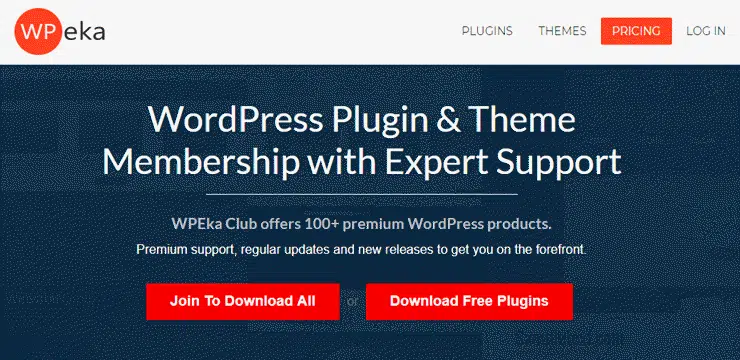 WPeka
PLUGINS THEMES PRICING LOG IN
WordPress Plugin & Theme
Membership with Expert Support
WPEka Club offers 100+ premium WordPress products.
Premium support, regular updates and new releases to get you on the forefront.
Join To Download All or Download Free Plugins